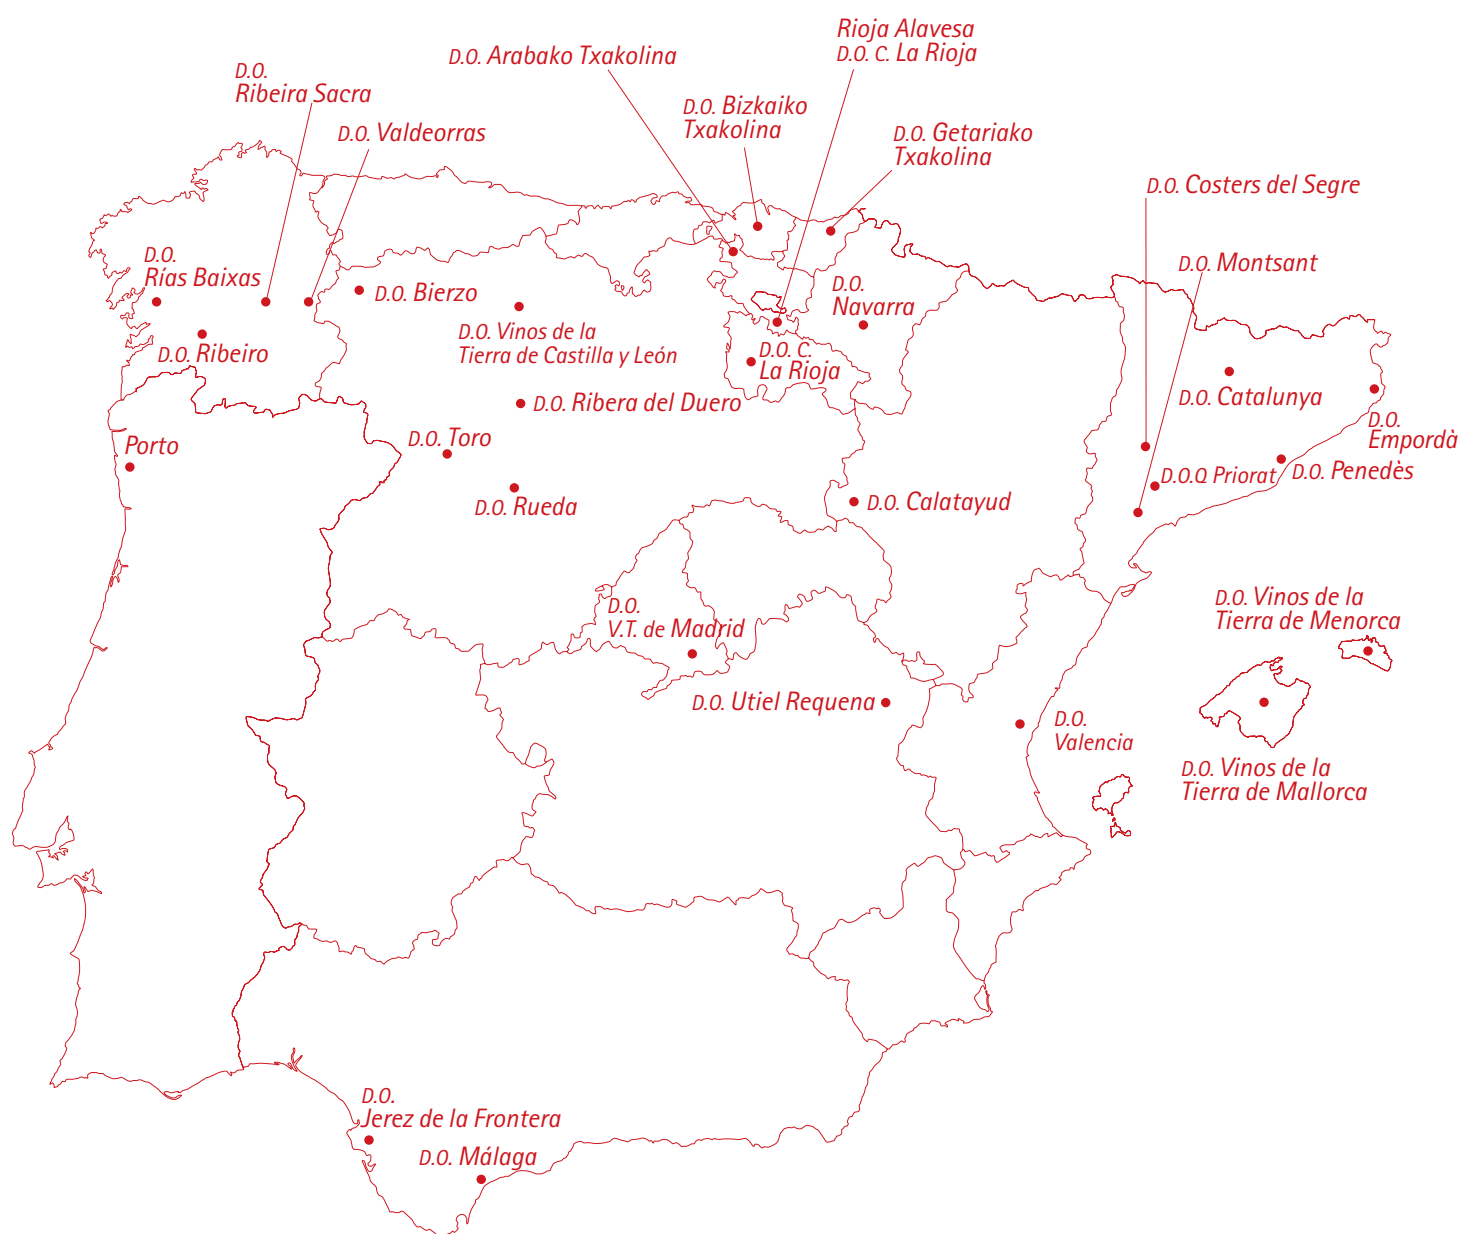 Rioja Alavesa
D.O. C. La Rioja
D.O. Arabako Txakolina
D.O.
Ribeira Sacra
D.O. Bizkaiko
Txakolina
D.O. Valdeorras
D.O. Getariako
Txakolina
D.O. Costers del Segre
D.O. Montsant
D.O.
Rías Baixas
D.O. Bierzo
D.O.
Navarra
D.O. Vinos de la
Tierra de Castilla y León
D.O. Ribeiro
D.O. C.
La Rioja
D.O. Catalunya
D.O. Ribera del Duero
D.O.
Empordà
Porto
D.O. Toro
D.O.Q Priorat
D.O. Penedès
D.O. Rueda
D.O. Calatayud
D.O.
V.T. de Madrid
D.O. Vinos de la
Tierra de Menorca
D.O. Utiel Requena
D.O.
Valencia
D.O. Vinos de la
Tierra de Mallorca
D.O.
Jerez de la Frontera
D.O. Málaga